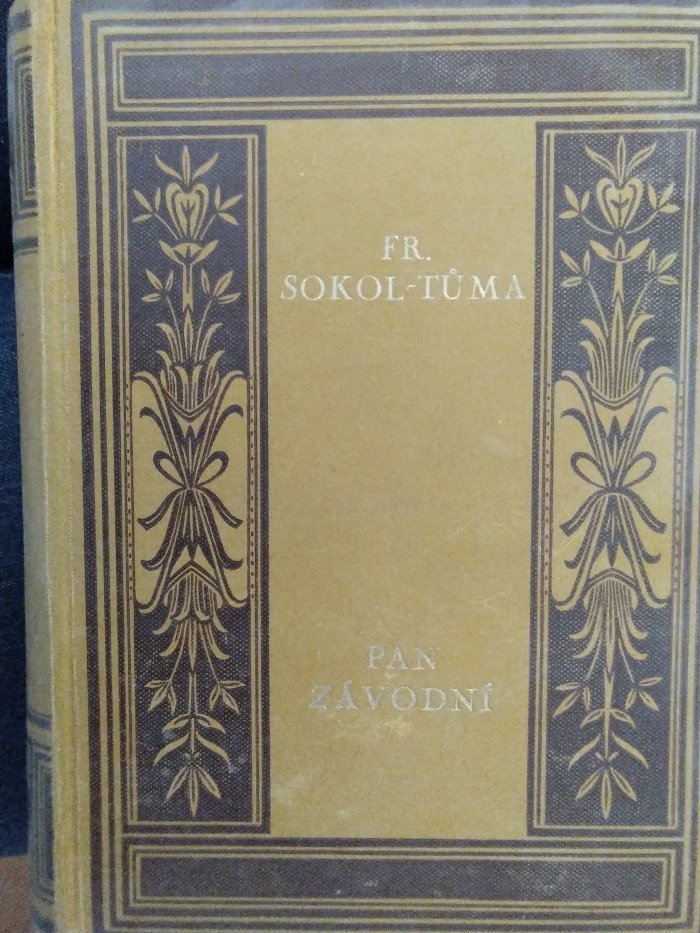 FR.
SOKOL-TŮMA
PAN
ZÁVODNÍ